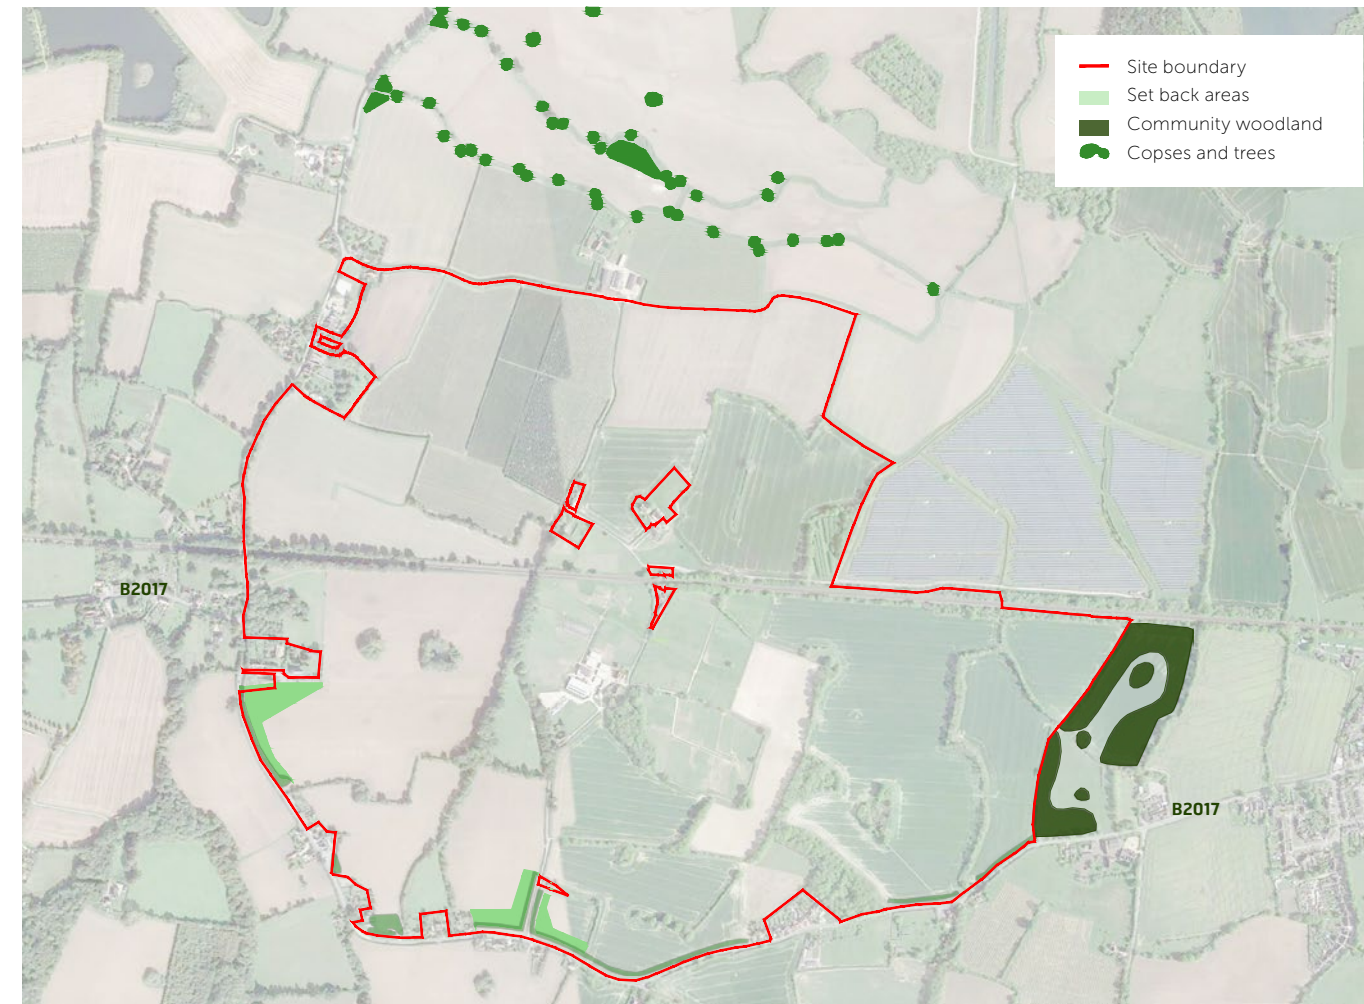 Site boundary
Set back areas
Community woodland
Copses and trees
B2017
B2017